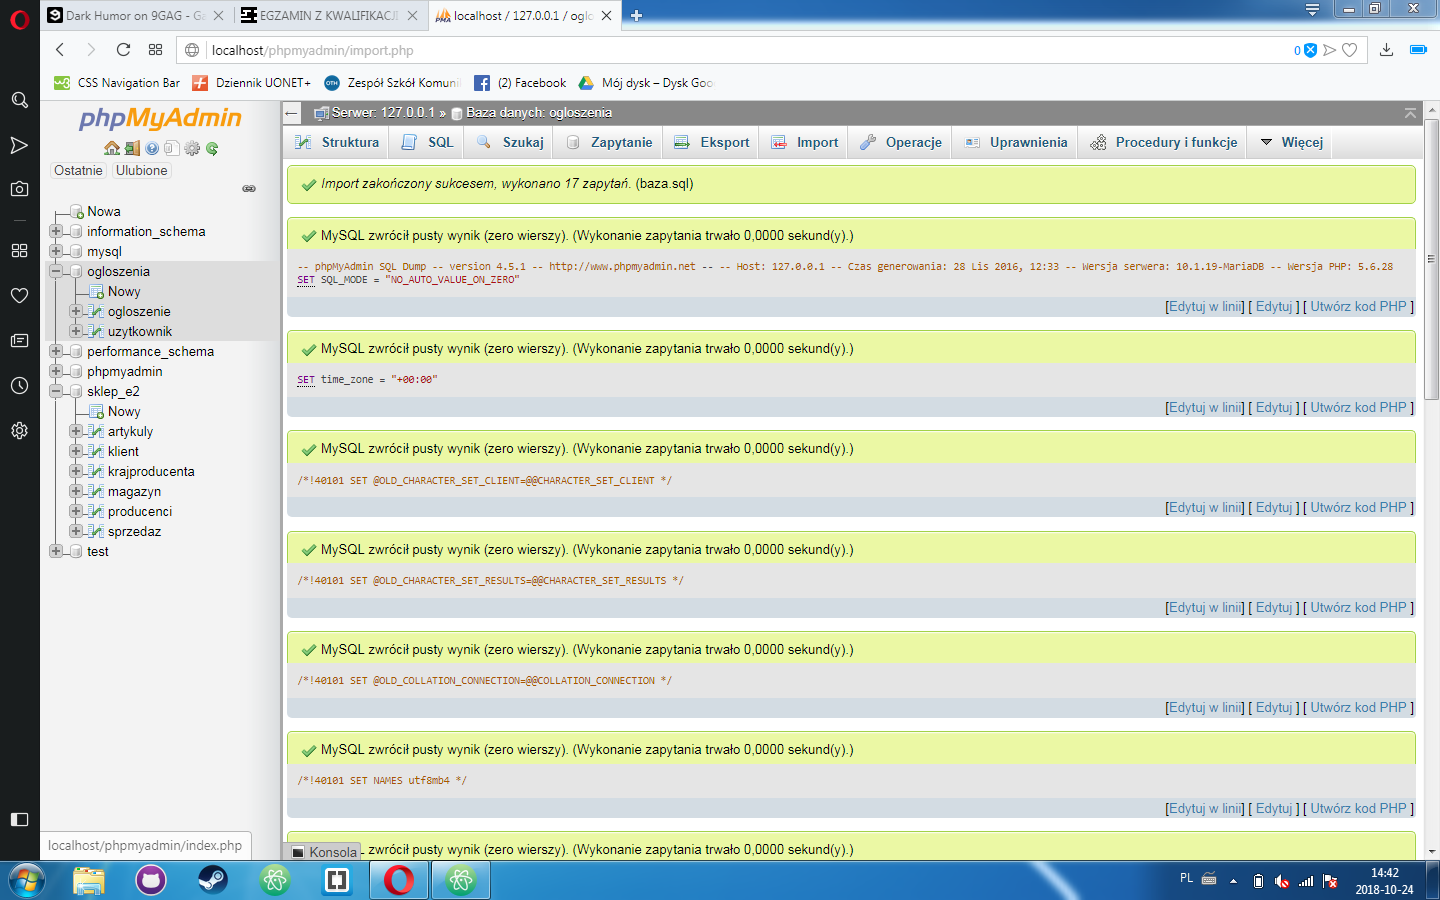 Dark Humor on 9GAG - Ga
EGZAMIN Z KWALIFIKACJI
localhost / 127.0.0.1 / oglo
localhost/phpmyadmin/import.php
0
CSS Navigation Bar
Dziennik UONET+
Zespół Szkół Komuni
(2) Facebook
Mój dysk – Dysk Goo
phpMyAdmin
Ostatnie
Ulubione
Nowa
information_schema
mysql
ogloszenia
Nowy
ogloszenie
uzytkownik
performance_schema
phpmyadmin
sklep_e2
Nowy
artykuly
klient
krajproducenta
magazyn
producenci
sprzedaz
test
localhost/phpmyadmin/index.php
Serwer: 127.0.0.1 » Baza danych: ogloszenia
Struktura
SQL
Szukaj
Zapytanie
Eksport
Import
Operacje
Uprawnienia
Procedury i funkcje
Więcej
Import zakończony sukcesem, wykonano 17 zapytań. (baza.sql)
MySQL zwrócił pusty wynik (zero wierszy). (Wykonanie zapytania trwało 0,0000 sekund(y).)
-- phpMyAdmin SQL Dump -- version 4.5.1 -- http://www.phpmyadmin.net -- -- Host: 127.0.0.1 -- Czas generowania: 28 Lis 2016, 12:33 -- Wersja serwera: 10.1.19-MariaDB -- Wersja PHP: 5.6.28
SET SQL_MODE = "NO_AUTO_VALUE_ON_ZERO"
[Edytuj w linii] [ Edytuj ] [ Utwórz kod PHP ]
MySQL zwrócił pusty wynik (zero wierszy). (Wykonanie zapytania trwało 0,0000 sekund(y).)
SET time_zone = "+00:00"
[Edytuj w linii] [ Edytuj ] [ Utwórz kod PHP ]
MySQL zwrócił pusty wynik (zero wierszy). (Wykonanie zapytania trwało 0,0000 sekund(y).)
/*!40101 SET @OLD_CHARACTER_SET_CLIENT=@@CHARACTER_SET_CLIENT */
[Edytuj w linii] [ Edytuj ] [ Utwórz kod PHP ]
MySQL zwrócił pusty wynik (zero wierszy). (Wykonanie zapytania trwało 0,0000 sekund(y).)
/*!40101 SET @OLD_CHARACTER_SET_RESULTS=@@CHARACTER_SET_RESULTS */
[Edytuj w linii] [ Edytuj ] [ Utwórz kod PHP ]
MySQL zwrócił pusty wynik (zero wierszy). (Wykonanie zapytania trwało 0,0000 sekund(y).)
/*!40101 SET @OLD_COLLATION_CONNECTION=@@COLLATION_CONNECTION */
[Edytuj w linii] [ Edytuj ] [ Utwórz kod PHP ]
MySQL zwrócił pusty wynik (zero wierszy). (Wykonanie zapytania trwało 0,0000 sekund(y).)
/*!40101 SET NAMES utf8mb4 */
[Edytuj w linii] [ Edytuj ] [ Utwórz kod PHP ]
Konsola
L zwrócił pusty wynik (zero wierszy). (Wykonanie zapytania trwało 0,0000 sekund(y).)
PL
14:42
2018-10-24